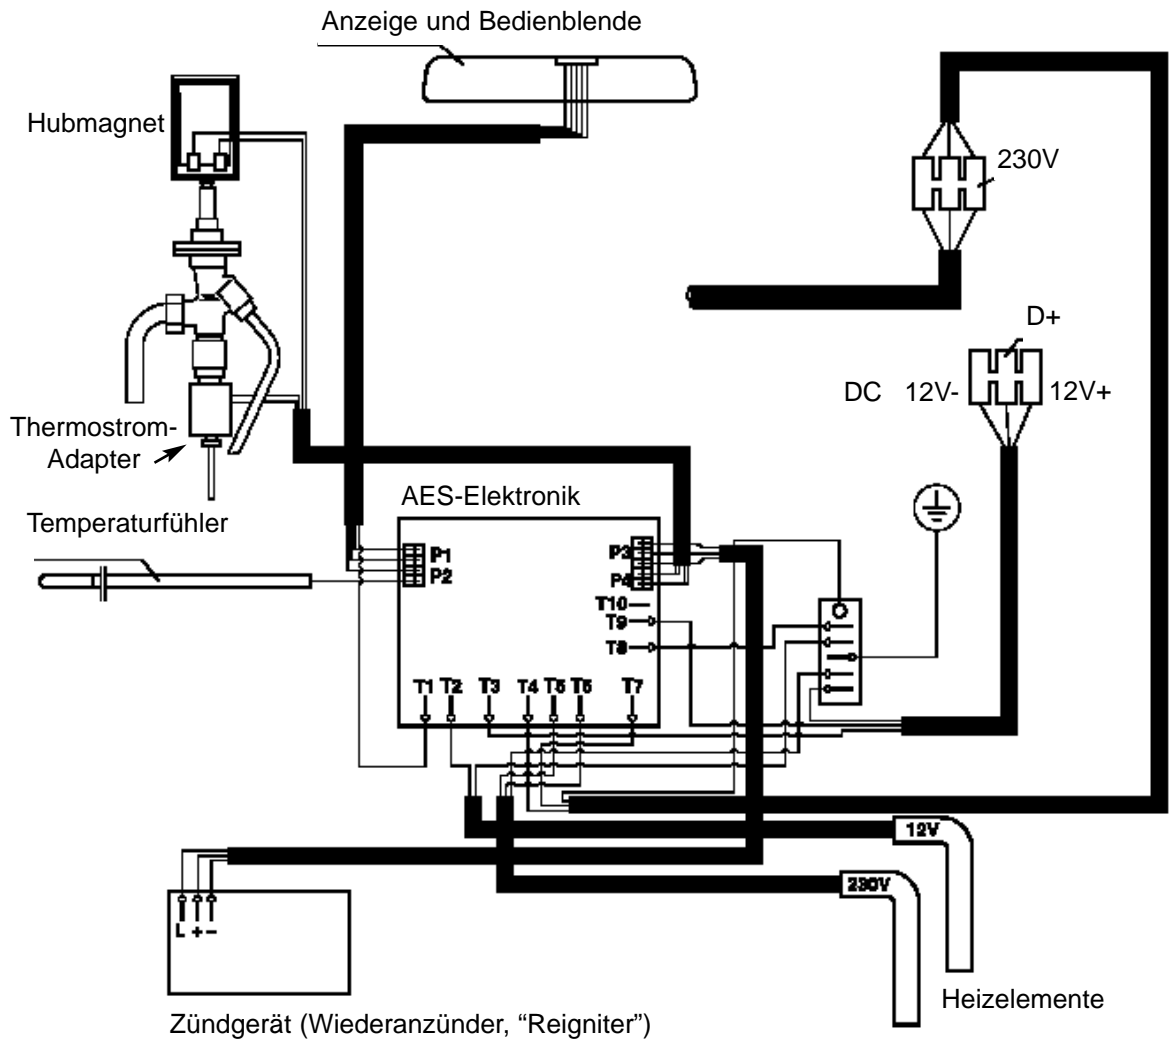 Anzeige und Bedienblende
Hubmagnet
230V
D+
DC 12V- 12V+
Thermostrom-
Adapter
AES-Elektronik
Temperaturfühler
P1
P2
P3
P4
T10
T9
T8
T1 T2 T3 T4 T5 T6 T7
12V
230V
L + -
Heizelemente
Zündgerät (Wiederanzünder, “Reigniter”)